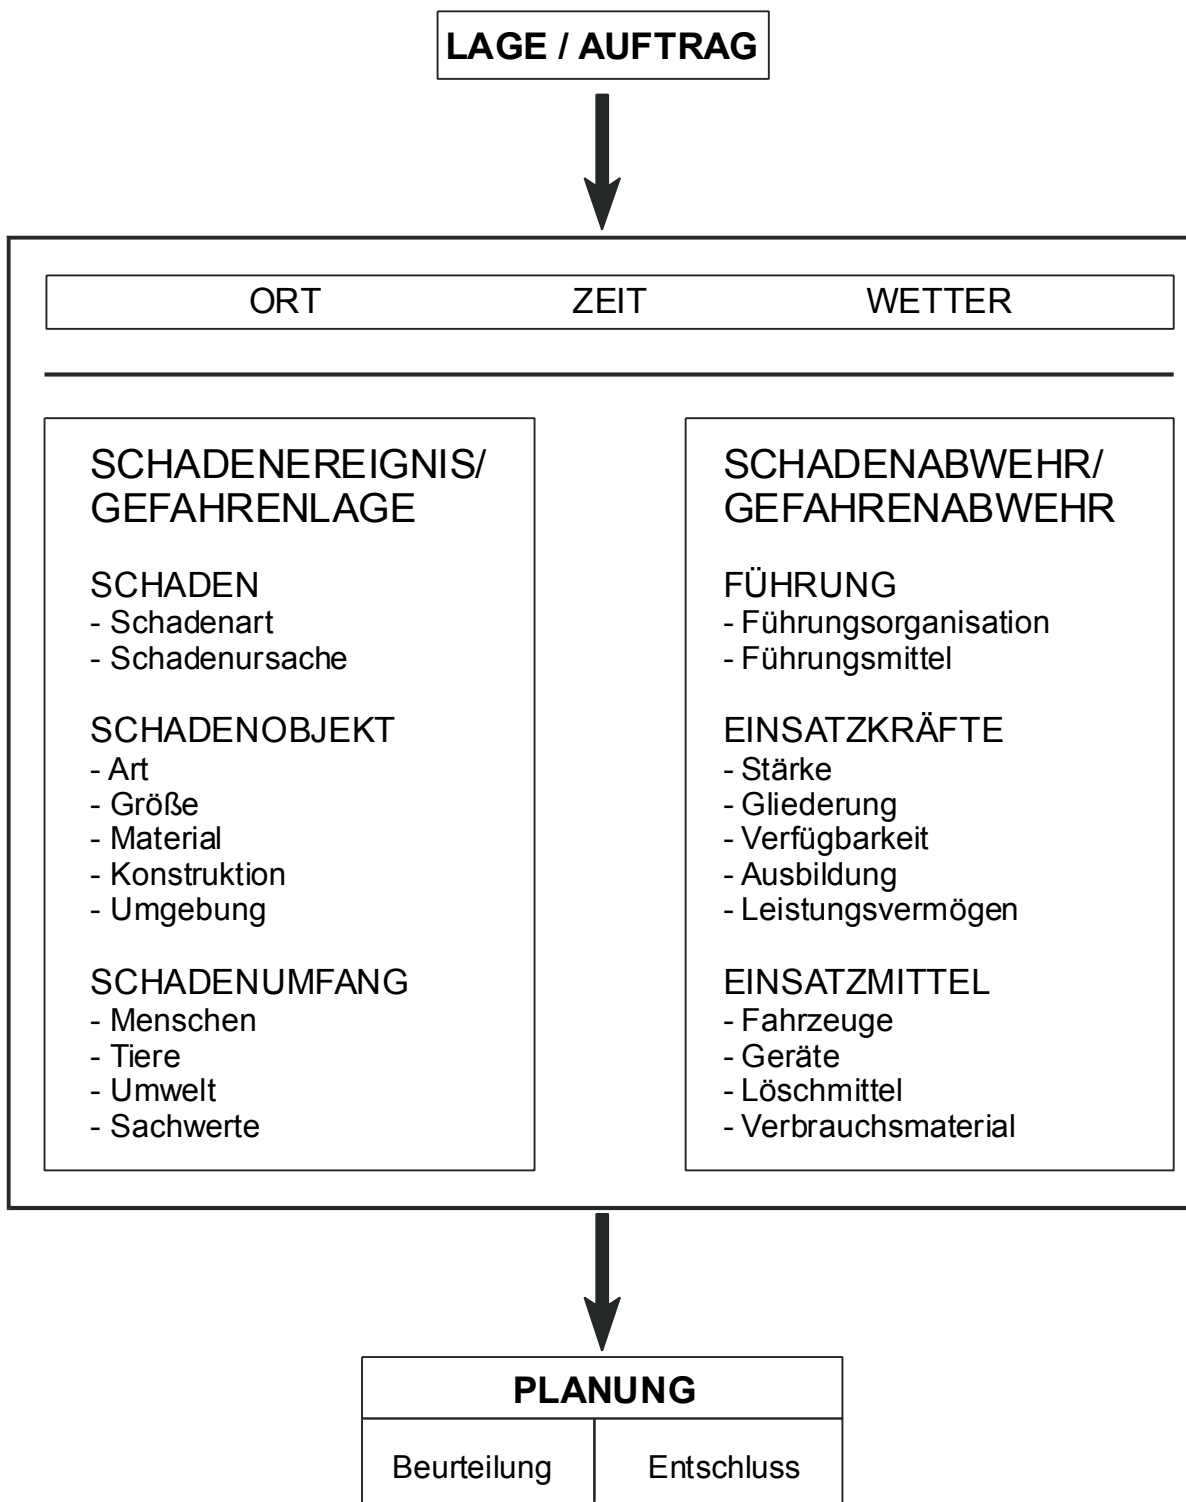 LAGE / AUFTRAG
ORT ZEIT WETTER
SCHADENEREIGNIS/
GEFAHRENLAGE
SCHADEN
- Schadenart
- Schadenursache
SCHADENOBJEKT
- Art
- Größe
- Material
- Konstruktion
- Umgebung
SCHADENUMFANG
- Menschen
- Tiere
- Umwelt
- Sachwerte
SCHADENABWEHR/
GEFAHRENABWEHR
FÜHRUNG
- Führungsorganisation
- Führungsmittel
EINSATZKRÄFTE
- Stärke
- Gliederung
- Verfügbarkeit
- Ausbildung
- Leistungsvermögen
EINSATZMITTEL
- Fahrzeuge
- Geräte
- Löschmittel
- Verbrauchsmaterial
PLANUNG
Beurteilung Entschluss